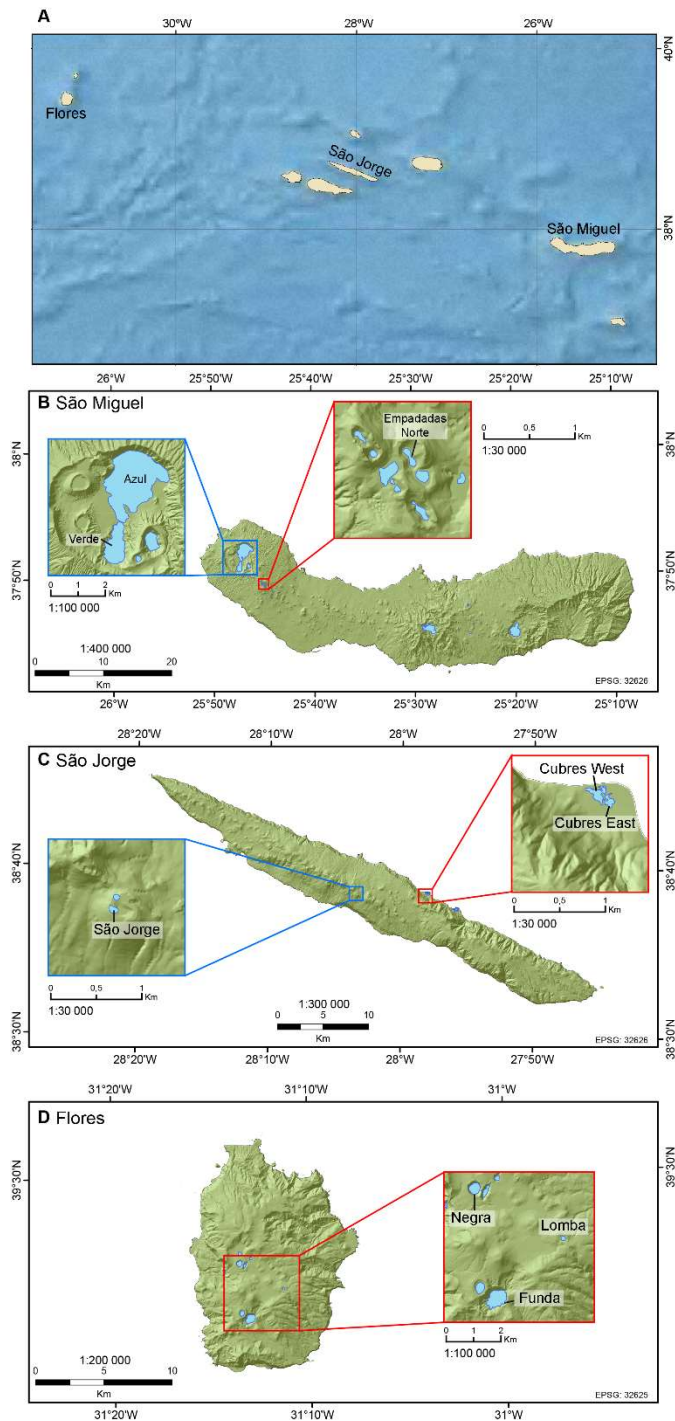 A
30°W
28°W
26°W
40°N
Flores
São Jorge
São Miguel
38°N
26°W
25°50'W
25°40'W
25°30'W
25°20'W
25°10'W
B São Miguel
38°N
38°N
Azul
Verde
0 1 2
Km
1:100 000
Empadadas
Norte
0 0,5 1
Km
1:30 000
37°50'N
37°50'N
1:400 000
0 10 20
Km
EPSG: 32626
26°W
25°50'W
25°40'W
25°30'W
25°20'W
25°10'W
28°20'W
28°10'W
28°W
27°50'W
C São Jorge
Cubres West
Cubres East
0 0,5 1
Km
1:30 000
38°40'N
38°40'N
São Jorge
0 0,5 1
Km
1:30 000
1:300 000
0 5 10
Km
38°30'N
38°30'N
EPSG: 32626
28°20'W
28°10'W
28°W
27°50'W
31°20'W
31°10'W
31°W
D Flores
39°30'N
39°30'N
Negra
Lomba
Funda
0 1 2
Km
1:100 000
1:200 000
0 5 10
Km
EPSG: 32625
31°20'W
31°10'W
31°W